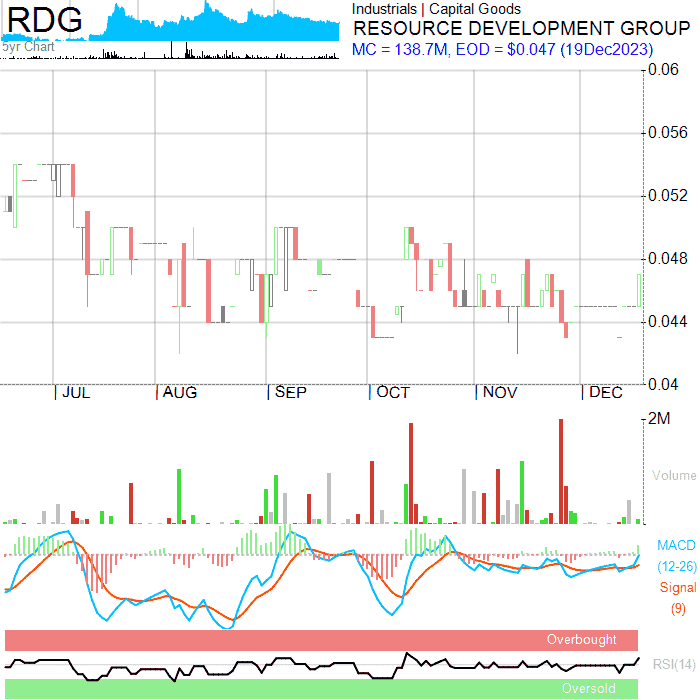 RDG
5yr Chart
Industrials | Capital Goods
RESOURCE DEVELOPMENT GROUP
MC = 138.7M, EOD = $0.047 (19Dec2023)
0.06
0.056
0.052
0.048
0.044
0.04
JUL AUG SEP OCT NOV DEC
2M
Volume
MACD
(12-26)
Signal
(9)
Overbought
RSI(14)
Oversold